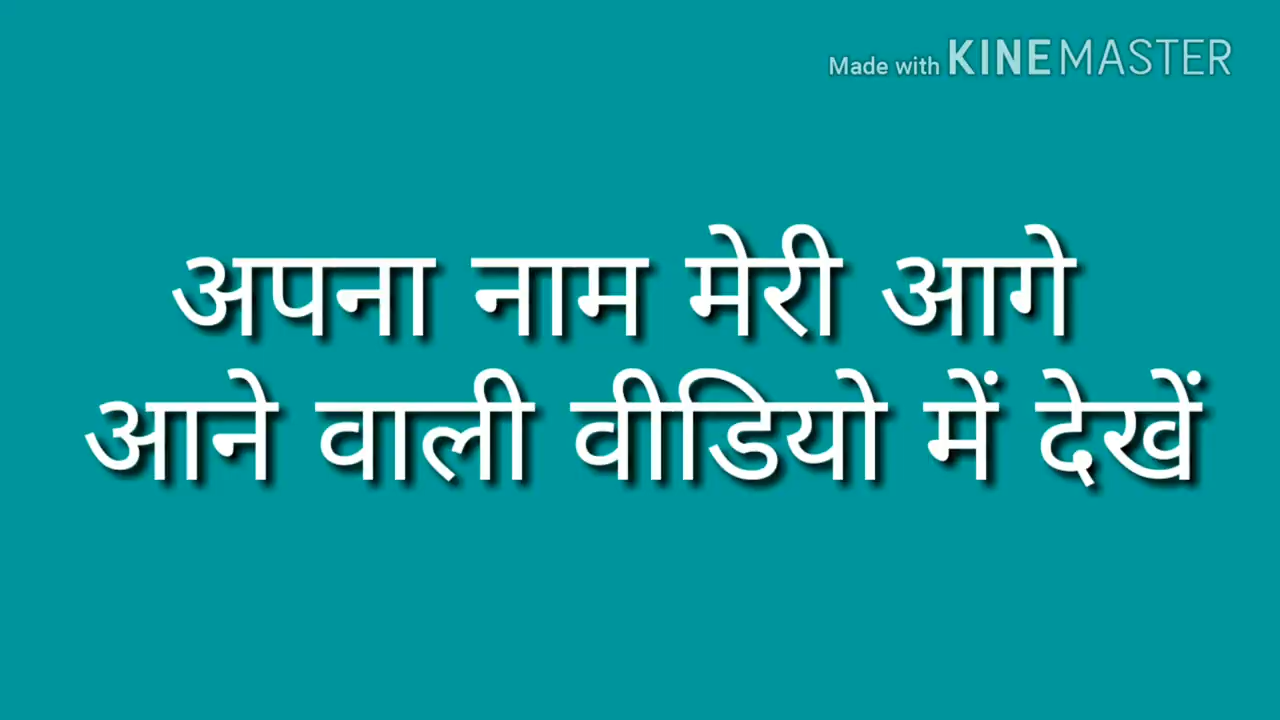 Made with KINEMASTER
अपना नाम मेरी आगे
आने वाली वीडियो में देखें